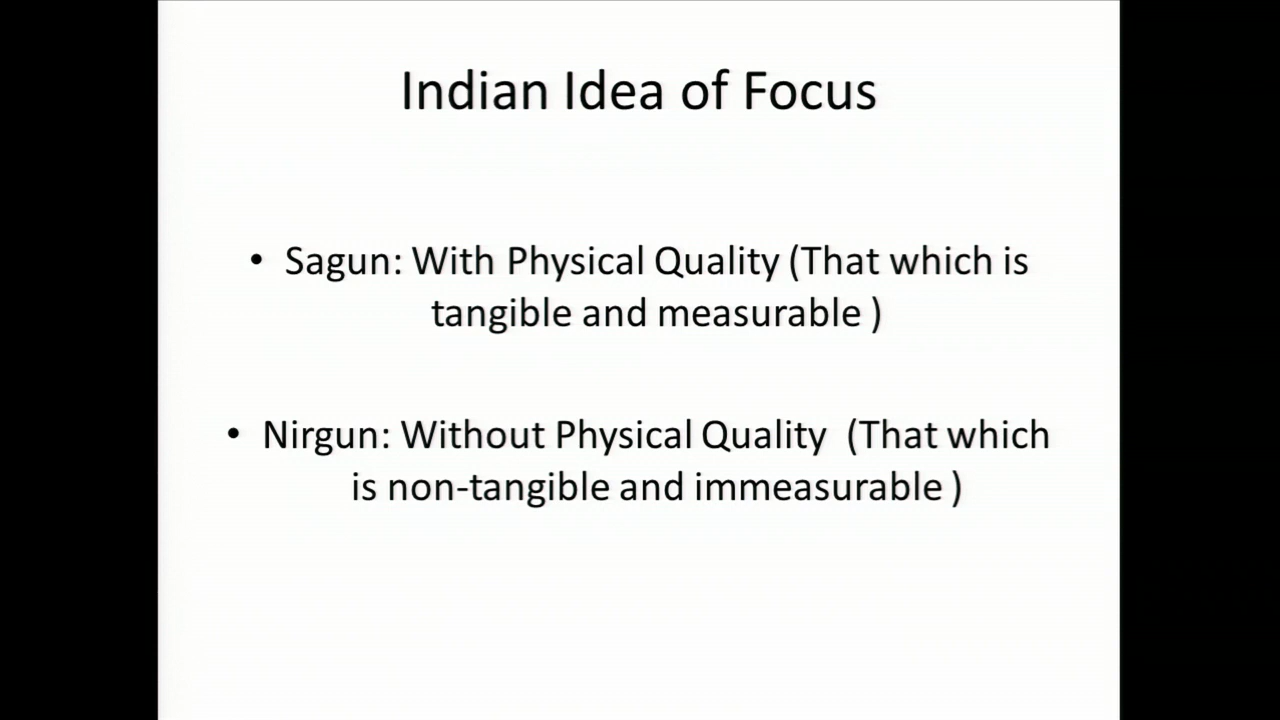 Indian Idea of Focus
• Sagun: With Physical Quality (That which is
tangible and measurable )
• Nirgun: Without Physical Quality (That which
is non-tangible and immeasurable )